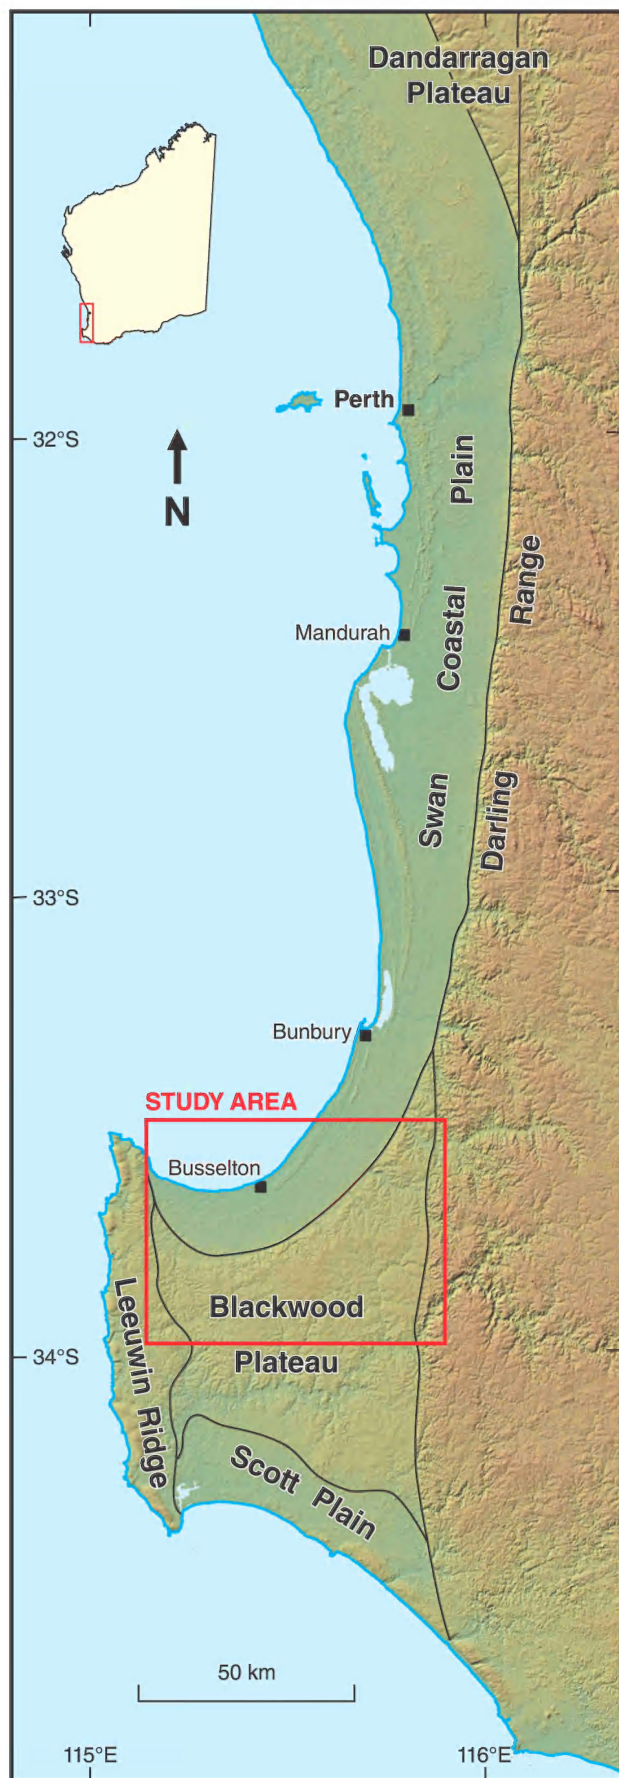 Dandarragan
Plateau
Perth
32°S
Plain
N
Range
Mandurah
Coastal
Swan
Darling
33°S
Bunbury
STUDY AREA
Busselton
Blackwood
34°S
Plateau
Leeuwin Ridge
Scott Plain
50 km
115°E
116°E